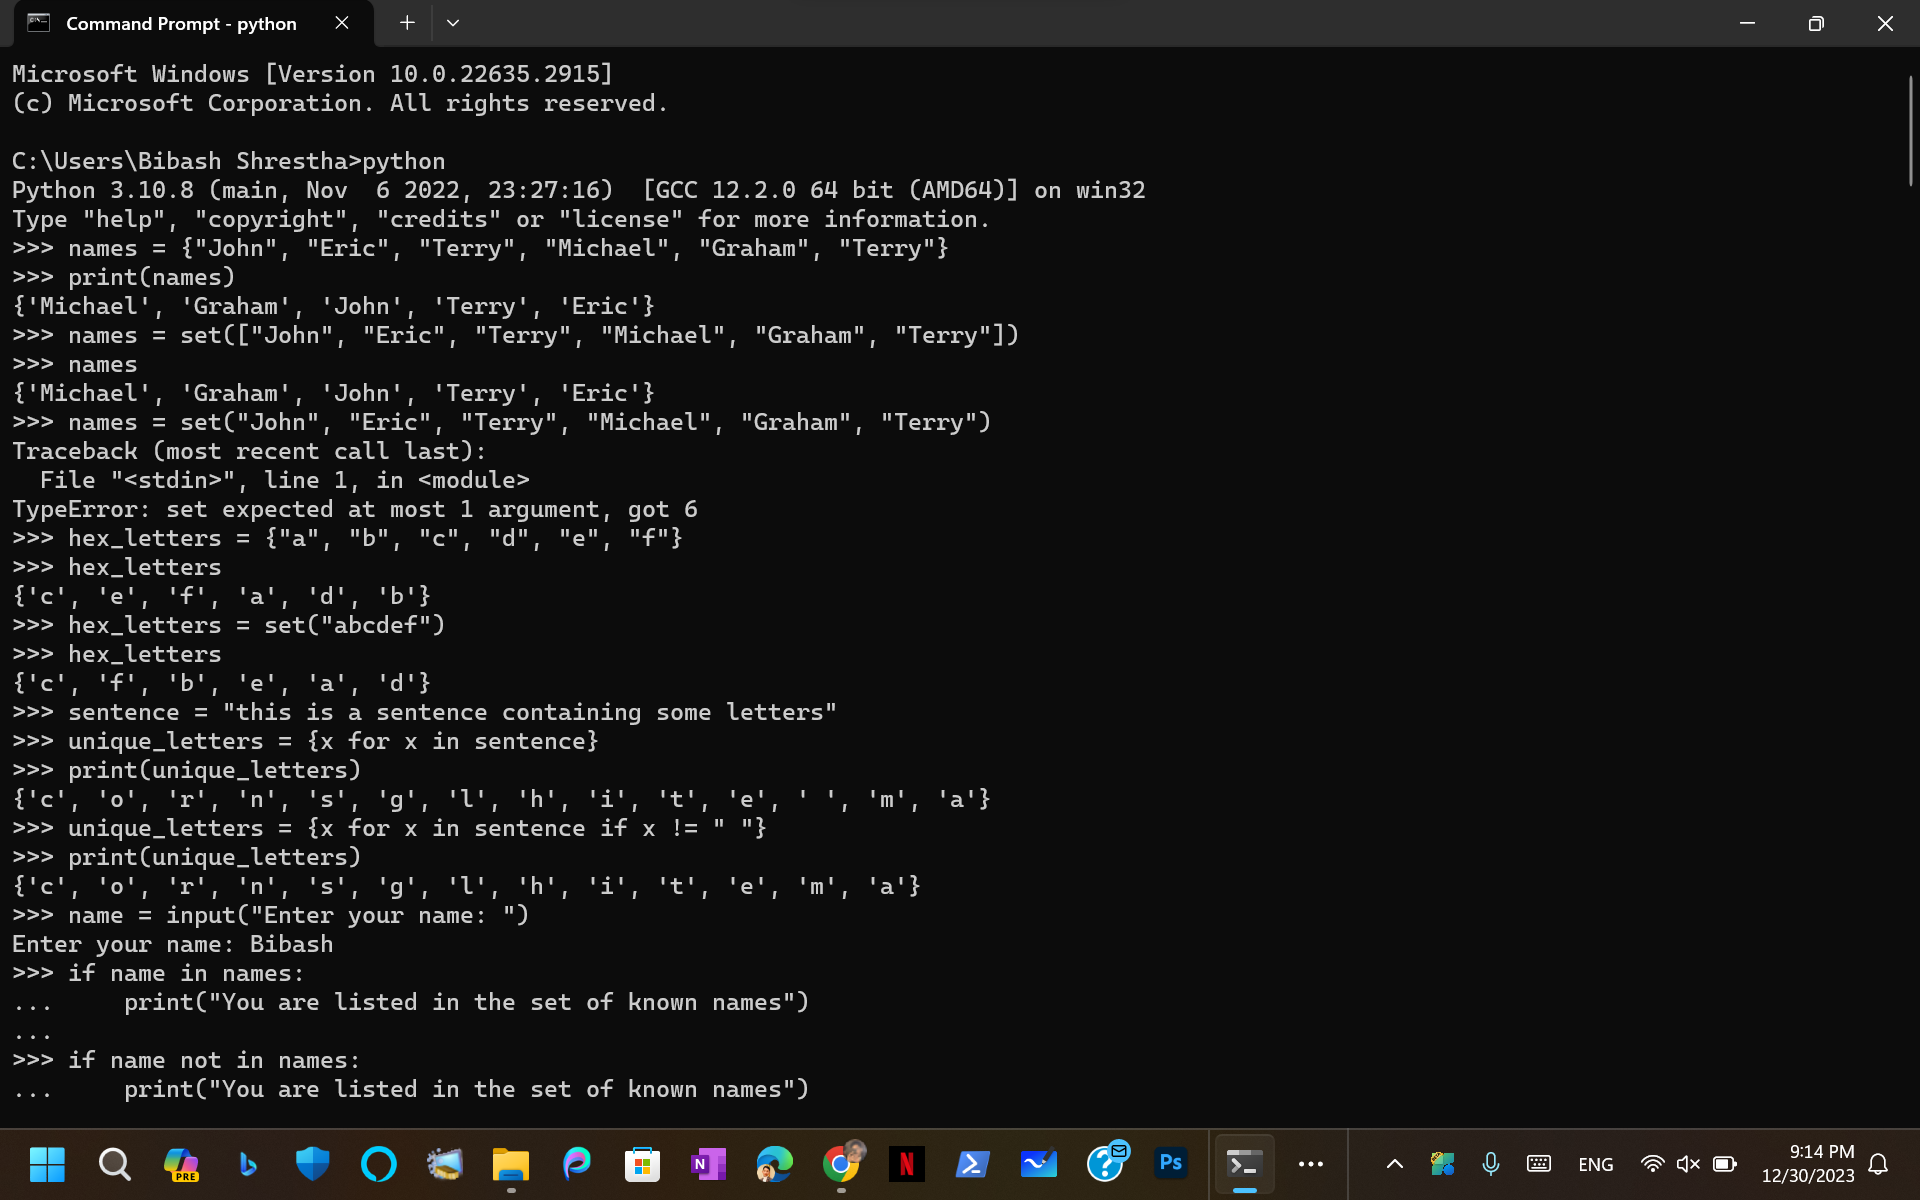 Command Prompt - python
Microsoft Windows [Version 10.0.22635.2915]
(c) Microsoft Corporation. All rights reserved.
C:\Users\Bibash Shrestha>python
Python 3.10.8 (main, Nov  6 2022, 23:27:16)  [GCC 12.2.0 64 bit (AMD64)] on win32
Type "help", "copyright", "credits" or "license" for more information.
>>> names = {"John", "Eric", "Terry", "Michael", "Graham", "Terry"}
>>> print(names)
{'Michael', 'Graham', 'John', 'Terry', 'Eric'}
>>> names = set(["John", "Eric", "Terry", "Michael", "Graham", "Terry"])
>>> names
{'Michael', 'Graham', 'John', 'Terry', 'Eric'}
>>> names = set("John", "Eric", "Terry", "Michael", "Graham", "Terry")
Traceback (most recent call last):
  File "<stdin>", line 1, in <module>
TypeError: set expected at most 1 argument, got 6
>>> hex_letters = {"a", "b", "c", "d", "e", "f"}
>>> hex_letters
{'c', 'e', 'f', 'a', 'd', 'b'}
>>> hex_letters = set("abcdef")
>>> hex_letters
{'c', 'f', 'b', 'e', 'a', 'd'}
>>> sentence = "this is a sentence containing some letters"
>>> unique_letters = {x for x in sentence}
>>> print(unique_letters)
{'c', 'o', 'r', 'n', 's', 'g', 'l', 'h', 'i', 't', 'e', ' ', 'm', 'a'}
>>> unique_letters = {x for x in sentence if x != " "}
>>> print(unique_letters)
{'c', 'o', 'r', 'n', 's', 'g', 'l', 'h', 'i', 't', 'e', 'm', 'a'}
>>> name = input("Enter your name: ")
Enter your name: Bibash
>>> if name in names:
...     print("You are listed in the set of known names")
...
>>> if name not in names:
...     print("You are listed in the set of known names")
PRE
N
N
Ps
ENG
9:14 PM
12/30/2023